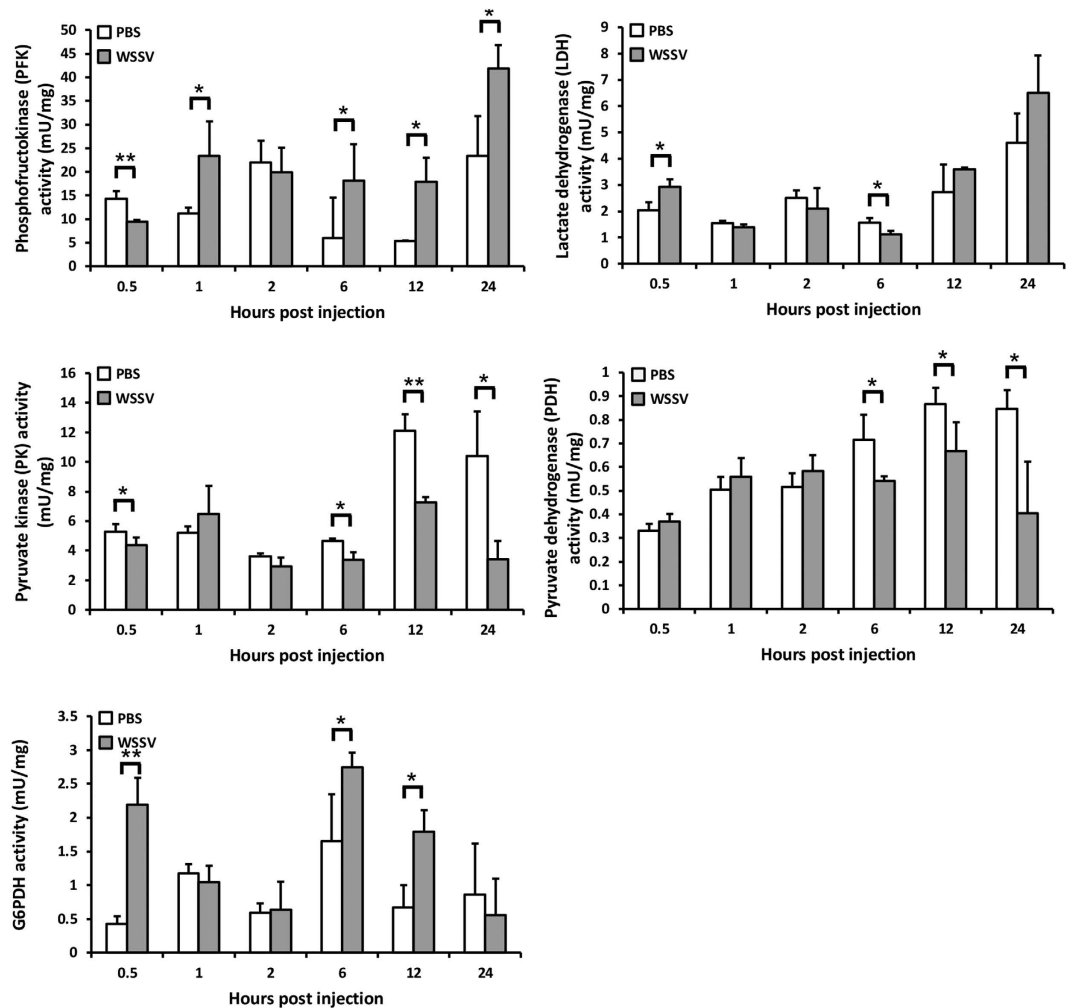 Phosphofructokinase (PFK)
activity (mU/mg)
50
45
40
35
30
25
20
15
10
5
0
PBS
WSSV
**
*
*
*
*
0.5 1 2 6 12 24
Hours post injection
Lactate dehydrogenase (LDH)
activity (mU/mg)
9
8
7
6
5
4
3
2
1
0
PBS
WSSV
*
*
0.5 1 2 6 12 24
Hours post injection
Pyruvate kinase (PK) activity
(mU/mg)
16
14
12
10
8
6
4
2
0
PBS
WSSV
*
*
**
*
0.5 1 2 6 12 24
Hours post injection
Pyruvate dehydrogenase (PDH)
activity (mU/mg)
1
0.9
0.8
0.7
0.6
0.5
0.4
0.3
0.2
0.1
0
PBS
WSSV
*
*
*
0.5 1 2 6 12 24
Hours post injection
G6PDH activity (mU/mg)
3.5
3
2.5
2
1.5
1
0.5
0
PBS
WSSV
**
*
*
0.5 1 2 6 12 24
Hours post injection